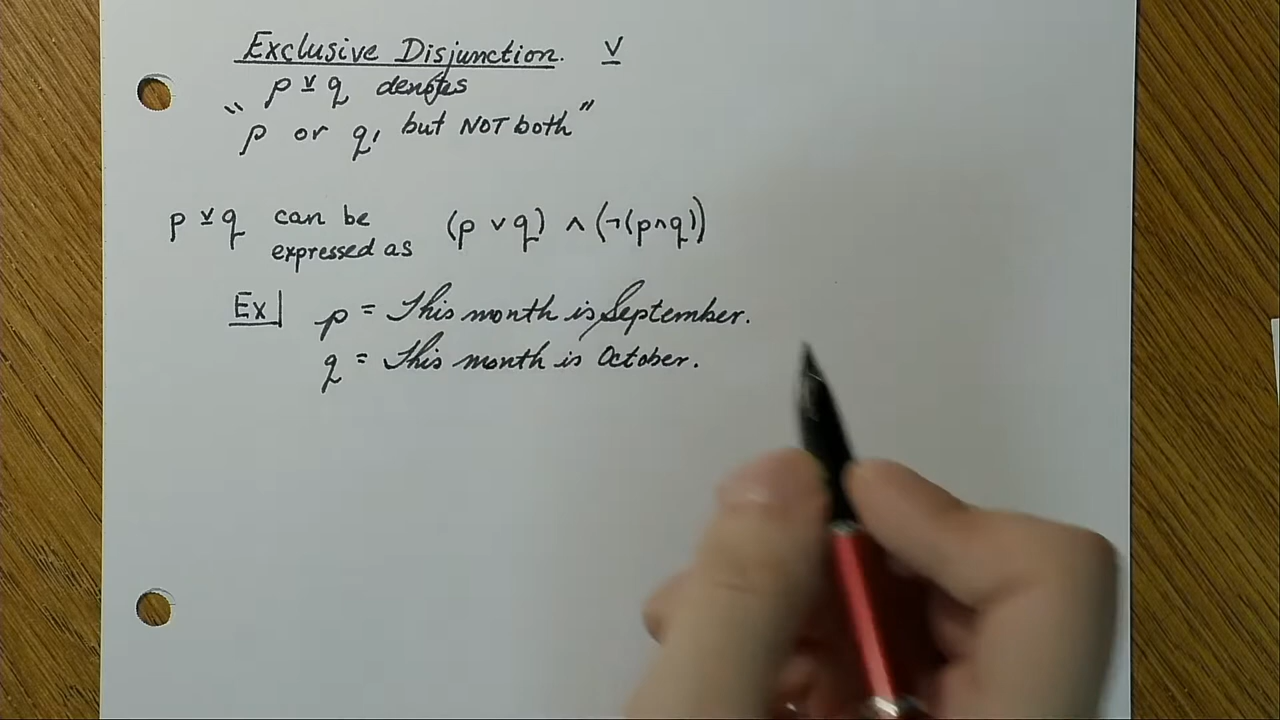 Exclusive Disjunction. ⊻
p ⊻ q denotes
"p or q, but NOT both"
p ⊻ q can be expressed as (p ∨ q) ∧ (¬(p∧q))
Ex| p = This month is September.
q = This month is October.